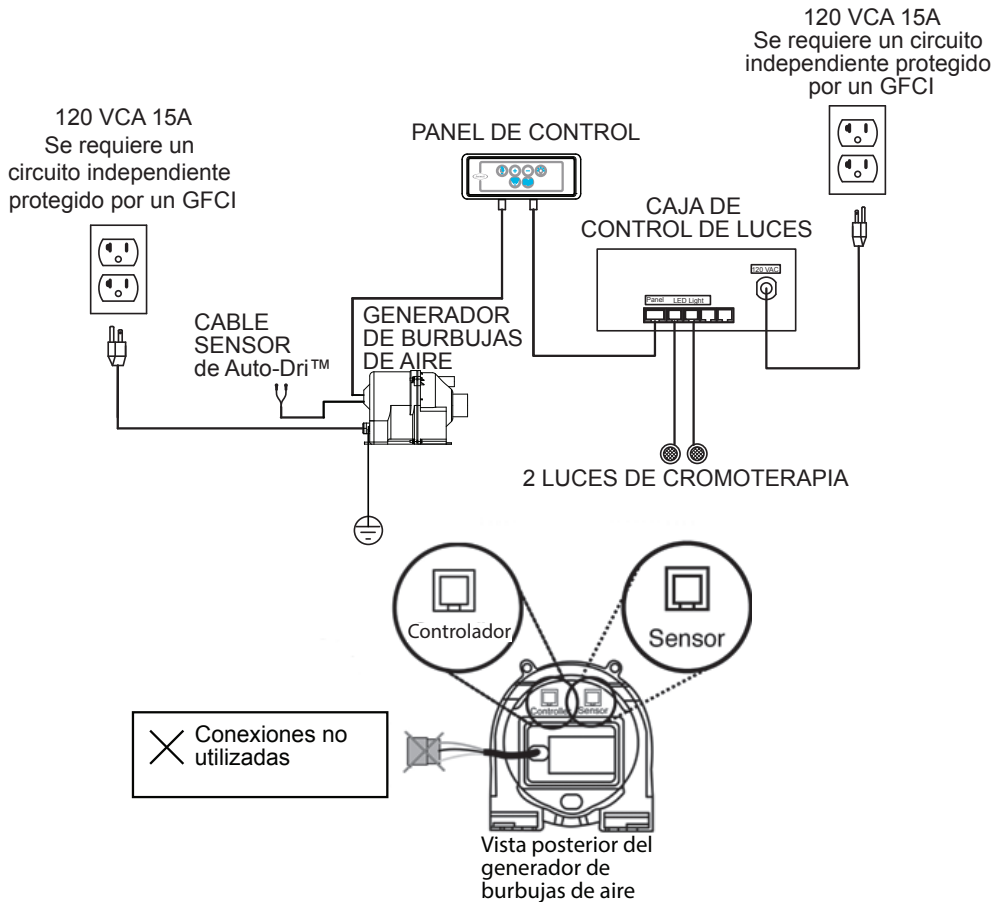 120 VCA 15A
Se requiere un circuito
independiente protegido
por un GFCI
120 VCA 15A
Se requiere un
circuito independiente
protegido por un GFCI
PANEL DE CONTROL
CAJA DE
CONTROL DE LUCES
120 VAC
Panel LED Light
CABLE
SENSOR
de Auto-Dri™
GENERADOR
DE BURBUJAS
DE AIRE
2 LUCES DE CROMOTERAPIA
Controlador
Sensor
Controller Sensor
Conexiones no
utilizadas
Vista posterior del
generador de
burbujas de aire